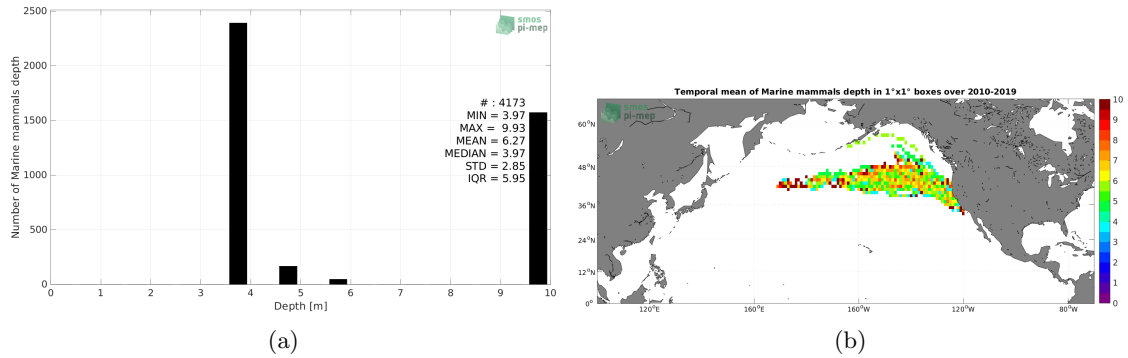 2500
2000
1500
1000
500
0
Number of Marine mammals depth
smos
pi-mep
# : 4173
MIN = 3.97
MAX = 9.93
MEAN = 6.27
MEDIAN = 3.97
STD = 2.85
IQR = 5.95
0 1 2 3 4 5 6 7 8 9 10
Depth [m]
(a)
Temporal mean of Marine mammals depth in 1°x1° boxes over 2010-2019
smos
pi-mep
60°N
48°N
36°N
24°N
12°N
0°
120°E 160°E 160°W 120°W 80°W
10
9
8
7
6
5
4
3
2
1
0
(b)